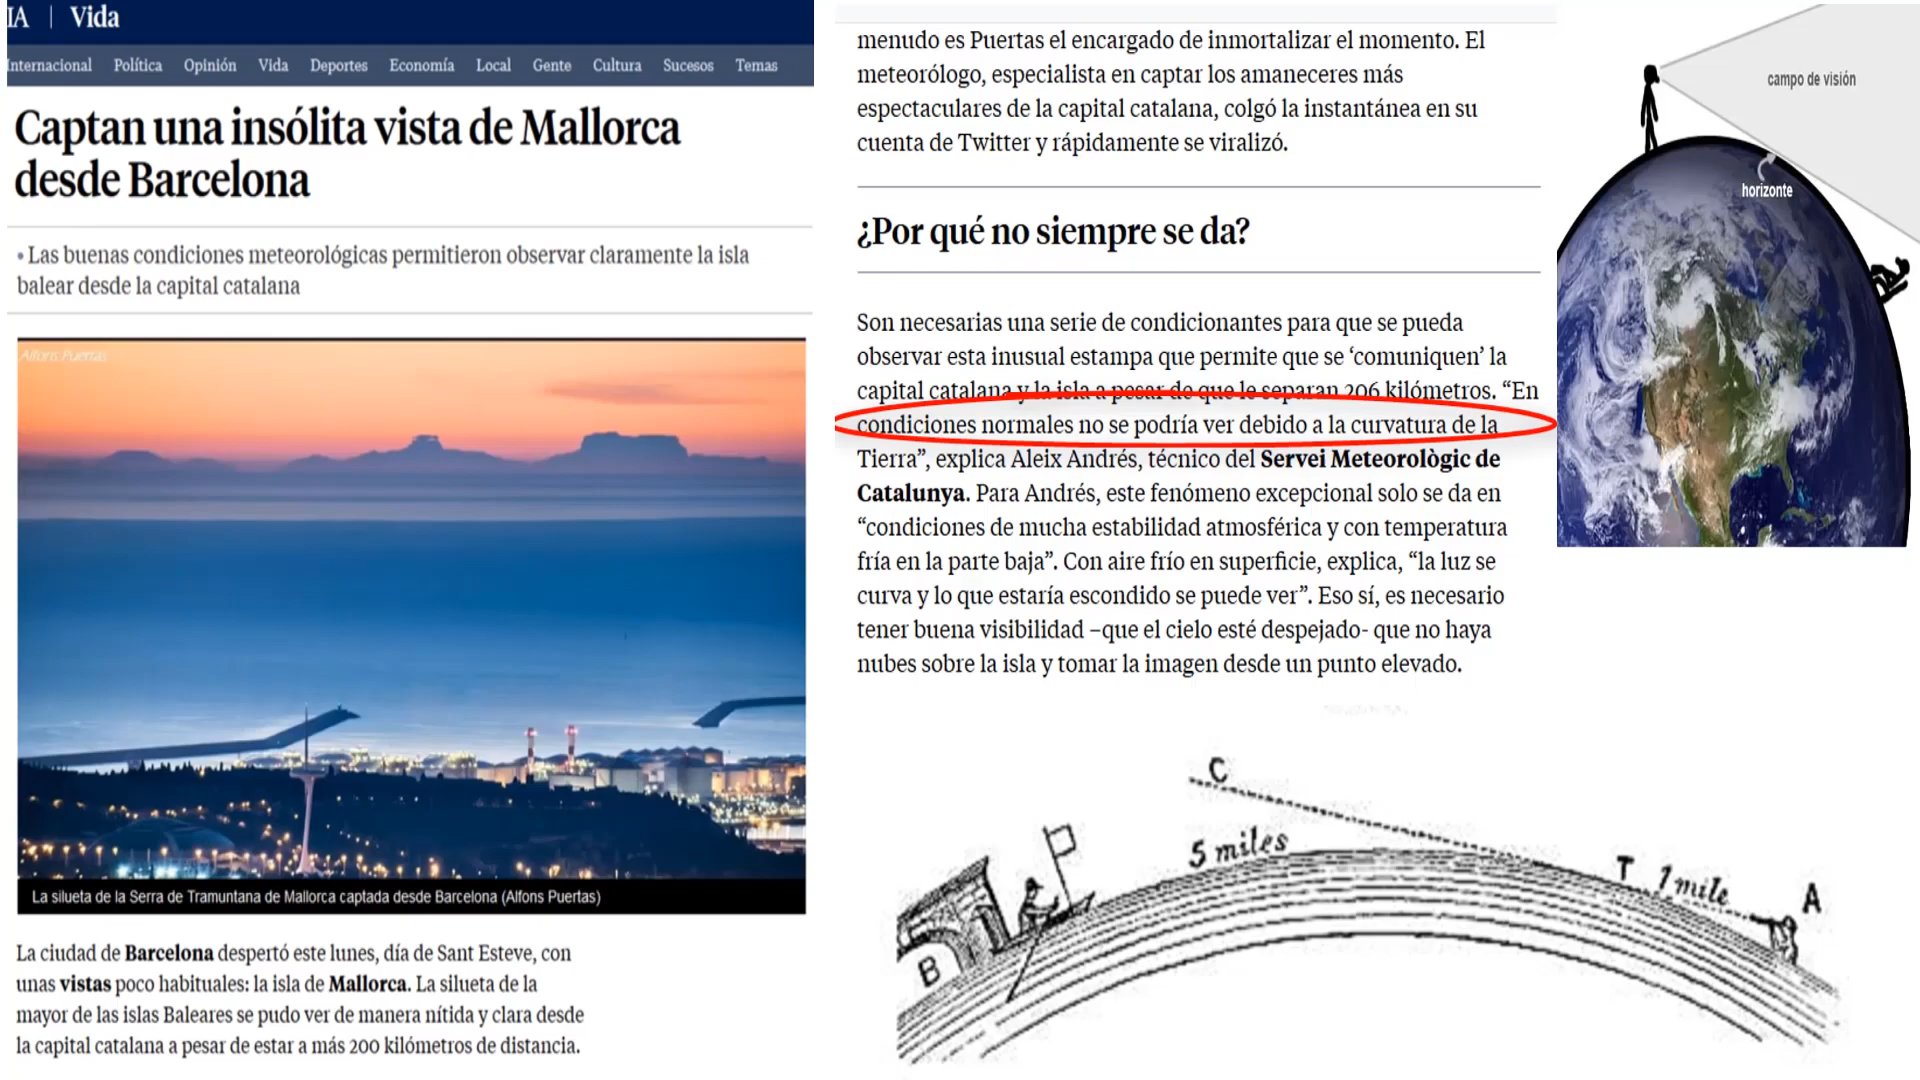 IA | Vida
Internacional Política Opinión Vida Deportes Economía Local Gente Cultura Sucesos Temas
Captan una insólita vista de Mallorca
desde Barcelona
• Las buenas condiciones meteorológicas permitieron observar claramente la isla
balear desde la capital catalana
Alfons Puertas
La silueta de la Serra de Tramuntana de Mallorca captada desde Barcelona (Alfons Puertas)
La ciudad de Barcelona despertó este lunes, día de Sant Esteve, con
unas vistas poco habituales: la isla de Mallorca. La silueta de la
mayor de las islas Baleares se pudo ver de manera nítida y clara desde
la capital catalana a pesar de estar a más 200 kilómetros de distancia.
menudo es Puertas el encargado de inmortalizar el momento. El
meteorólogo, especialista en captar los amaneceres más
espectaculares de la capital catalana, colgó la instantánea en su
cuenta de Twitter y rápidamente se viralizó.
¿Por qué no siempre se da?
Son necesarias una serie de condicionantes para que se pueda
observar esta inusual estampa que permite que se ‘comuniquen’ la
capital catalana y la isla a pesar de que le separan 206 kilómetros. “En
condiciones normales no se podría ver debido a la curvatura de la
Tierra”, explica Aleix Andrés, técnico del Servei Meteorològic de
Catalunya. Para Andrés, este fenómeno excepcional solo se da en
“condiciones de mucha estabilidad atmosférica y con temperatura
fría en la parte baja”. Con aire frío en superficie, explica, “la luz se
curva y lo que estaría escondido se puede ver”. Eso sí, es necesario
tener buena visibilidad –que el cielo esté despejado- que no haya
nubes sobre la isla y tomar la imagen desde un punto elevado.
campo de visión
horizonte
C
5 miles
T 1 mile A
B